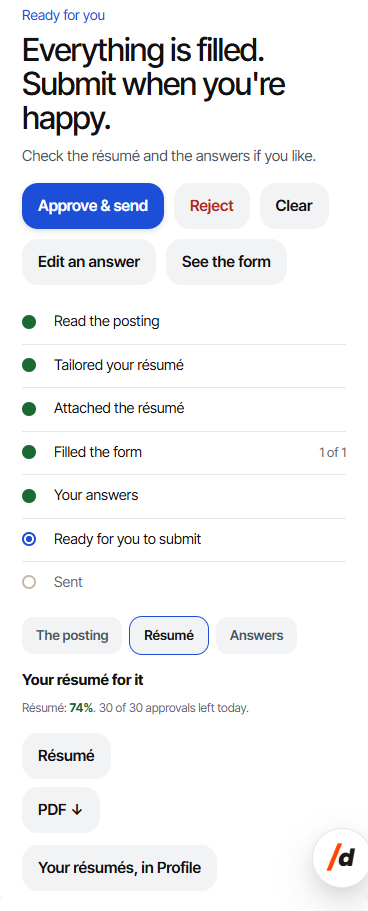 Ready for you
Everything is filled.
Submit when you're
happy.
Check the résumé and the answers if you like.
Approve & send
Reject
Clear
Edit an answer
See the form
Read the posting
Tailored your résumé
Attached the résumé
Filled the form
1 of 1
Your answers
Ready for you to submit
Sent
The posting
Résumé
Answers
Your résumé for it
Résumé: 74%. 30 of 30 approvals left today.
Résumé
PDF ↓
Your résumés, in Profile
/d